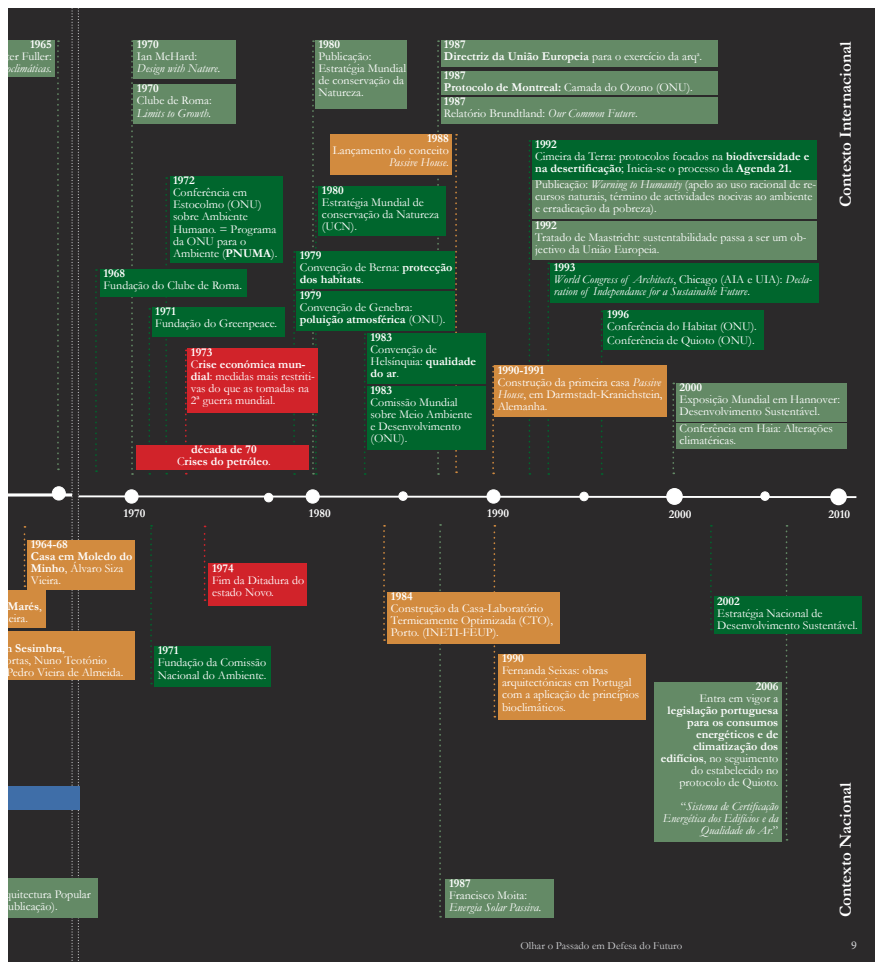 1965
ter Fuller:
oclimáticas.
1970
Ian McHard:
Design with Nature.
1970
Clube de Roma:
Limits to Growth.
1980
Publicação:
Estratégia Mundial
de conservação da
Natureza.
1987
Directriz da União Europeia para o exercício da arqª.
1987
Protocolo de Montreal: Camada do Ozono (ONU).
1987
Relatório Brundtland: Our Common Future.
Contexto Internacional
1988
Lançamento do conceito
Passive House.
1992
Cimeira da Terra: protocolos focados na biodiversidade e
na desertificação; Inicia-se o processo da Agenda 21.
Publicação: Warning to Humanity (apelo ao uso racional de re-
cursos naturais, término de actividades nocivas ao ambiente
e erradicação da pobreza).
1992
Tratado de Maastricht: sustentabilidade passa a ser um ob-
jectivo da União Europeia.
1972
Conferência em
Estocolmo (ONU)
sobre Ambiente
Humano. = Programa
da ONU para o
Ambiente (PNUMA).
1980
Estratégia Mundial de
conservação da Natureza
(UCN).
1979
Convenção de Berna: protecção
dos habitats.
1979
Convenção de Genebra:
poluição atmosférica (ONU).
1968
Fundação do Clube de Roma.
1993
World Congress of Architects, Chicago (AIA e UIA): Decla-
ration of Independance for a Sustainable Future.
1971
Fundação do Greenpeace.
1996
Conferência do Habitat (ONU).
Conferência de Quioto (ONU).
1983
Convenção de
Helsínquia: qualidade
do ar.
1973
Crise económica mun-
dial: medidas mais restriti-
vas do que as tomadas na
2ª guerra mundial.
1990-1991
Construção da primeira casa Passive
House, em Darmstadt-Kranichstein,
Alemanha.
1983
Comissão Mundial
sobre Meio Ambiente
e Desenvolvimento
(ONU).
2000
Exposição Mundial em Hannover:
Desenvolvimento Sustentável.
Conferência em Haia: Alterações
climatéricas.
década de 70
Crises do petróleo.
1970
1980
1990
2000
2010
1964-68
Casa em Moledo do
Minho, Álvaro Siza
Vieira.
Marés,
eira.
n Sesimbra,
ortas, Nuno Teotónio
Pedro Vieira de Almeida.
1974
Fim da Ditadura do
estado Novo.
1971
Fundação da Comissão
Nacional do Ambiente.
1984
Construção da Casa-Laboratório
Termicamente Optimizada (CTO),
Porto. (INETI-FEUP).
1990
Fernanda Seixas: obras
arquitectónicas em Portugal
com a aplicação de princípios
bioclimáticos.
2002
Estratégia Nacional de
Desenvolvimento Sustentável.
2006
Entra em vigor a
legislação portuguesa
para os consumos
energéticos e de
climatização dos
edifícios, no seguimento
do estabelecido no
protocolo de Quioto.
“Sistema de Certificação
Energética dos Edifícios e da
Qualidade do Ar.”
Contexto Nacional
quitectura Popular
ublicação).
1987
Francisco Moita:
Energia Solar Passiva.
Olhar o Passado em Defesa do Futuro
9